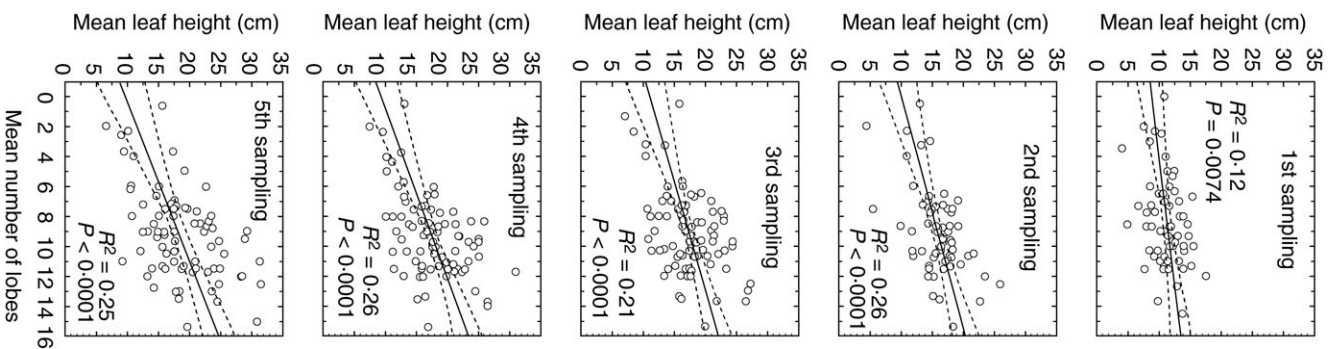 Mean leaf height (cm)
35
30
25
20
15
10
5
0
1st sampling
R² = 0·12
P = 0·0074
Mean leaf height (cm)
35
30
25
20
15
10
5
0
2nd sampling
R² = 0·26
P < 0·0001
Mean leaf height (cm)
35
30
25
20
15
10
5
0
3rd sampling
R² = 0·21
P < 0·0001
Mean leaf height (cm)
35
30
25
20
15
10
5
0
4th sampling
R² = 0·26
P < 0·0001
Mean leaf height (cm)
35
30
25
20
15
10
5
0
5th sampling
R² = 0·25
P < 0·0001
0 2 4 6 8 10 12 14 16
Mean number of lobes